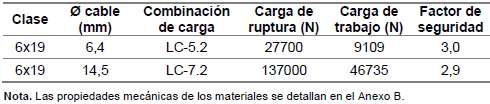 Clase Ø cable (mm) Combinación de carga Carga de ruptura (N) Carga de trabajo (N) Factor de seguridad
6x19 6,4 LC-5.2 27700 9109 3,0
6x19 14,5 LC-7.2 137000 46735 2,9
Nota. Las propiedades mecánicas de los materiales se detallan en el Anexo B.